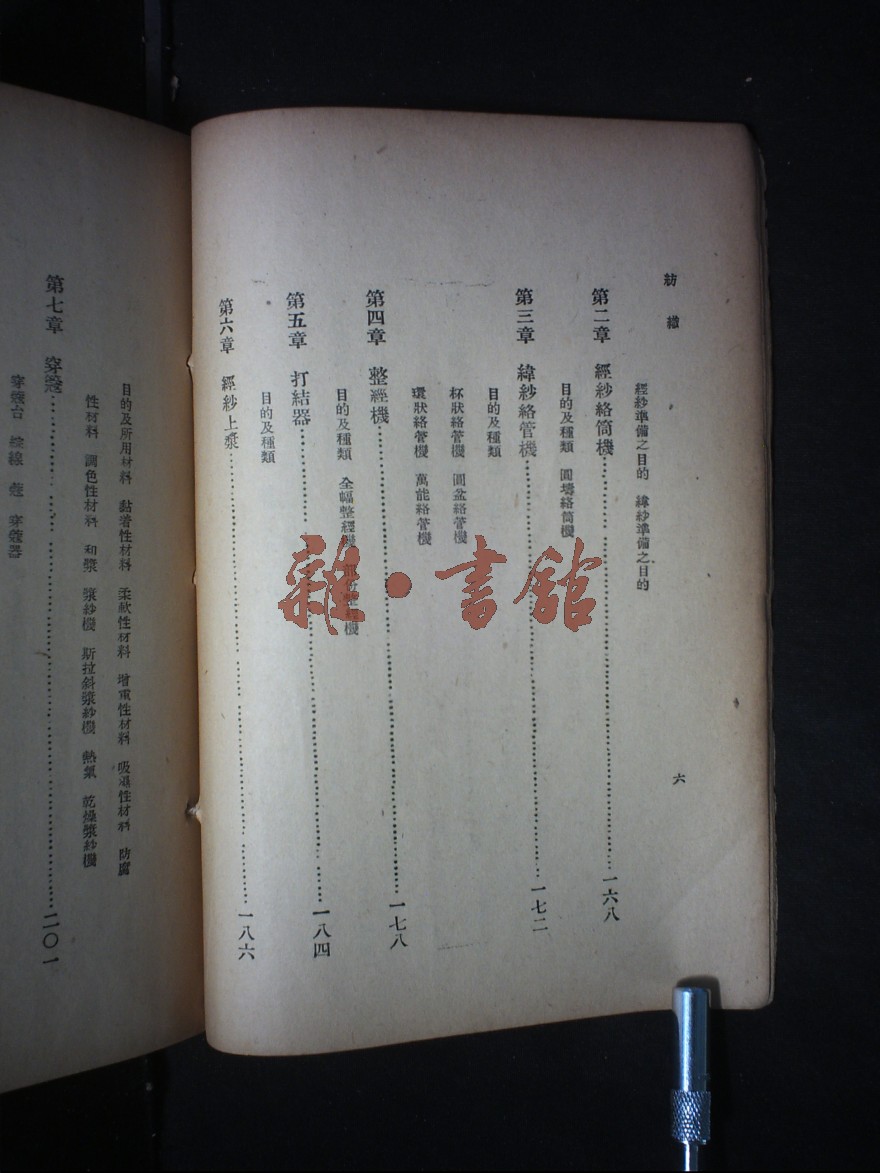 紡織
六
經紗準備之目的　緯紗準備之目的
第二章　經紗絡筒機…………一六八
目的及種類　圓墻絡筒機
第三章　緯紗絡管機…………一七二
目的及種類
杯狀絡管機　圓盆絡管機
環狀絡管機　萬能絡管機
第四章　整經機…………一七八
目的及種類　全幅整經機　整經機
第五章　打結器…………一八四
目的及種類
第六章　經紗上漿…………一八六
目的及所用材料　黏着性材料　柔軟性材料　增重性材料　吸濕性材料　防腐
性材料　調色性材料　和漿　漿紗機　斯拉斜漿紗機　熱氣　乾燥漿紗機
第七章　穿𥰡…………二〇一
綜線　穿
雜·書館